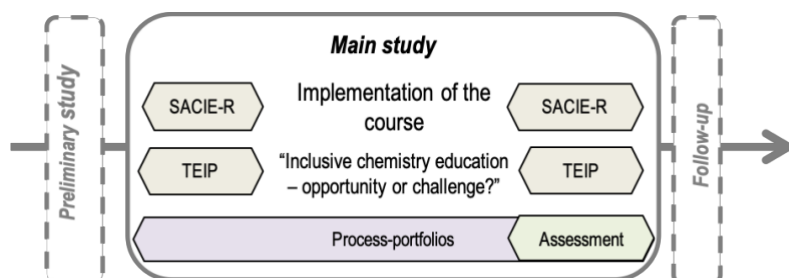 Preliminary study
Main study
SACIE-R
Implementation of the
course
SACIE-R
TEIP
“Inclusive chemistry education
– opportunity or challenge?”
TEIP
Process-portfolios
Assessment
Follow-up